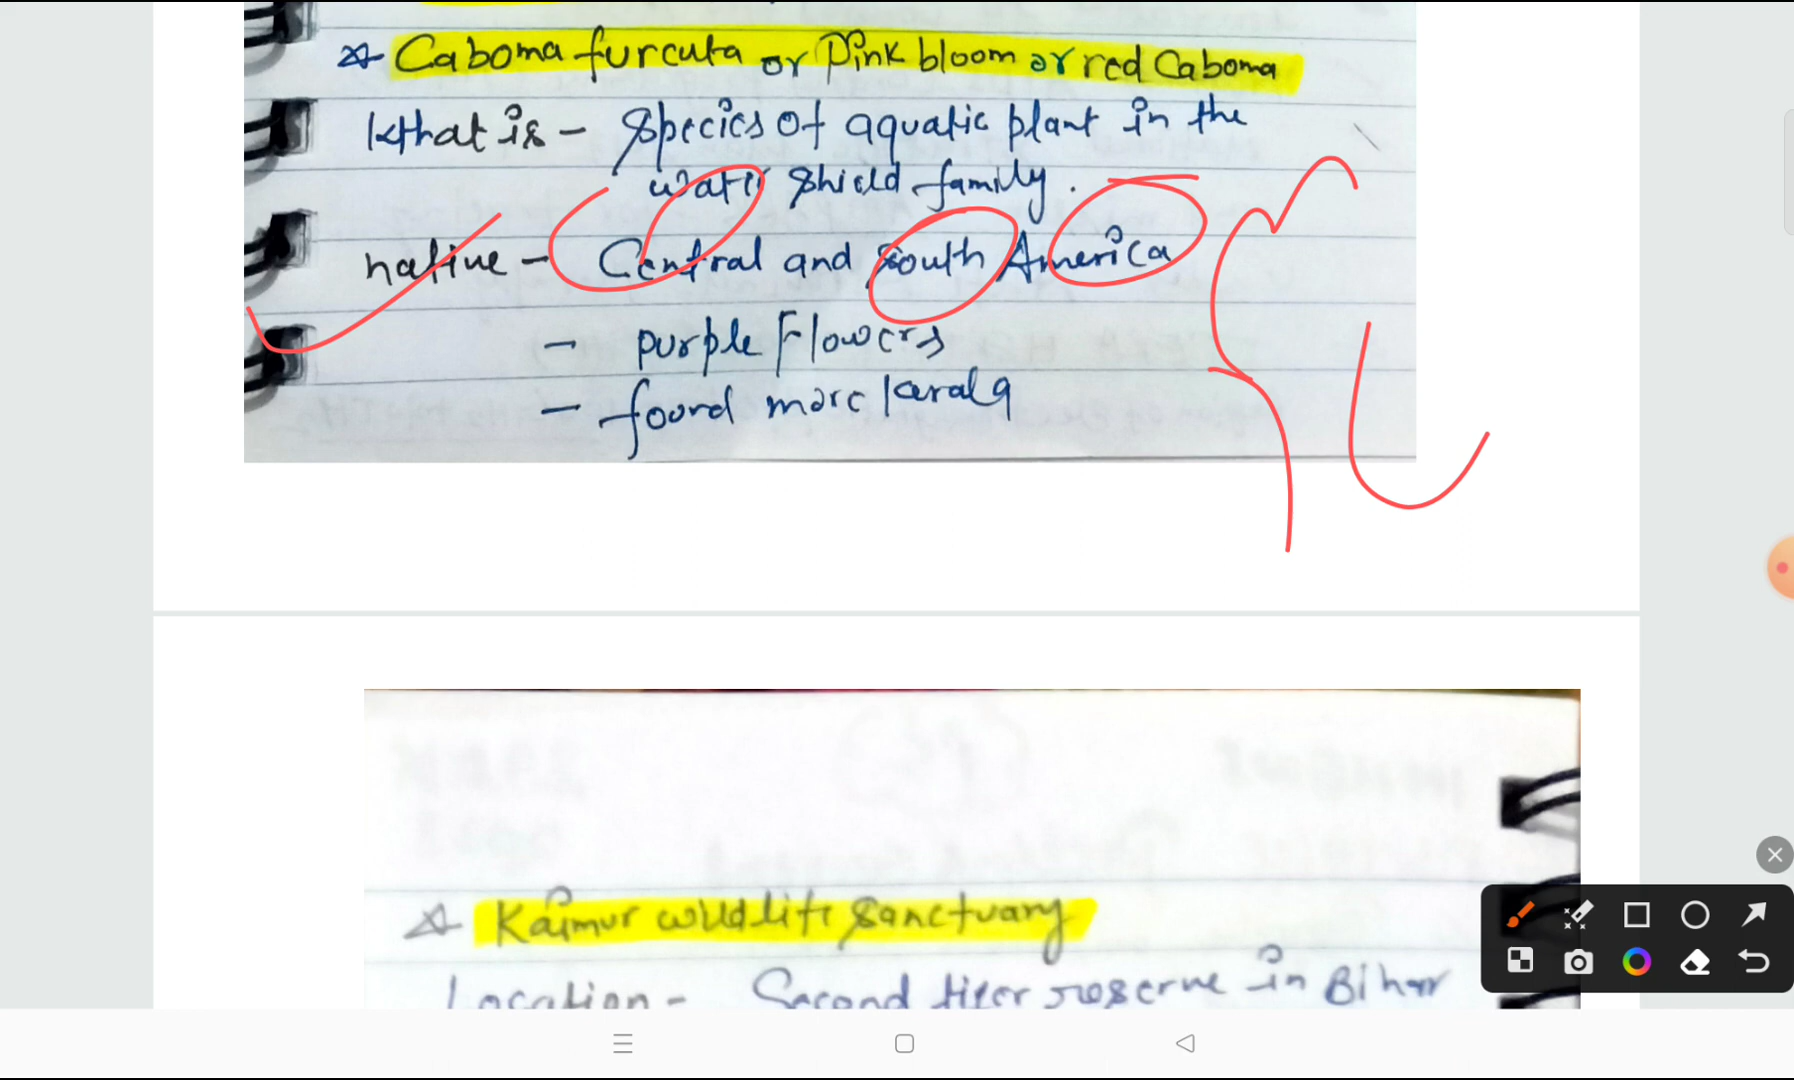 Caboma furcuta or Pink bloom or red Caboma
What is - Species of aquatic plant in the
water shield family.
native - Central and South America
- purple Flowers
- found more Kerala
Kaimur wildlife Sanctuary
Location - Second tiger reserve in Bihar